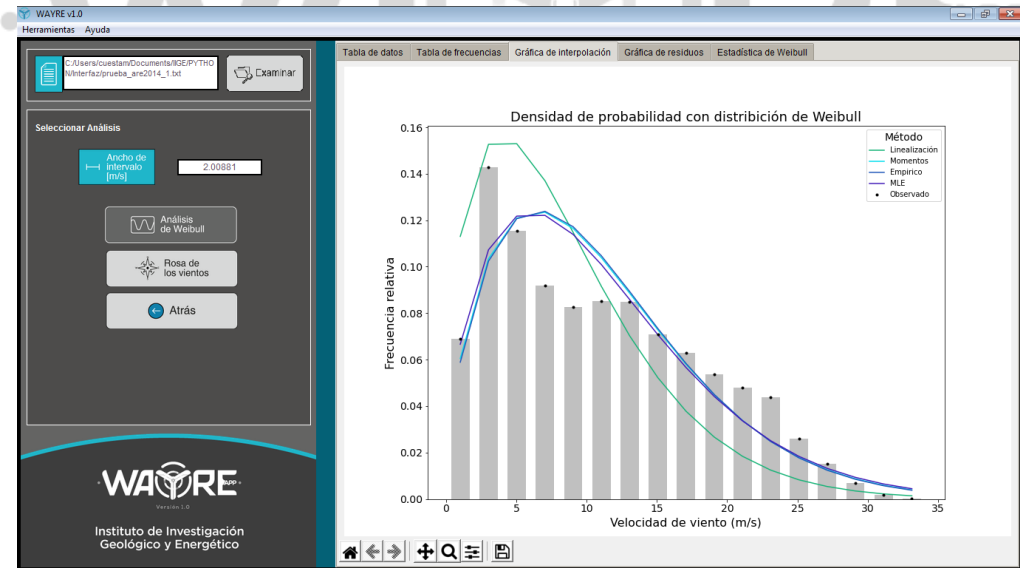 WAYRE v1.0
Herramientas Ayuda
C:/Users/cuestam/Documents/IIGE/PYTHO
N/Interfaz/prueba_are2014_1.txt
Examinar
Seleccionar Análisis
Ancho de
intervalo
[m/s]
2.00881
Análisis
de Weibull
Rosa de
los vientos
Atrás
WAYRE APP
Versión 1.0
Instituto de Investigación
Geológico y Energético
Tabla de datos Tabla de frecuencias Gráfica de interpolación Gráfica de residuos Estadística de Weibull
Densidad de probabilidad con distribición de Weibull
Método
Linealización
Momentos
Empirico
MLE
Observado
Frecuencia relativa
0.16
0.14
0.12
0.10
0.08
0.06
0.04
0.02
0.00
0 5 10 15 20 25 30 35
Velocidad de viento (m/s)